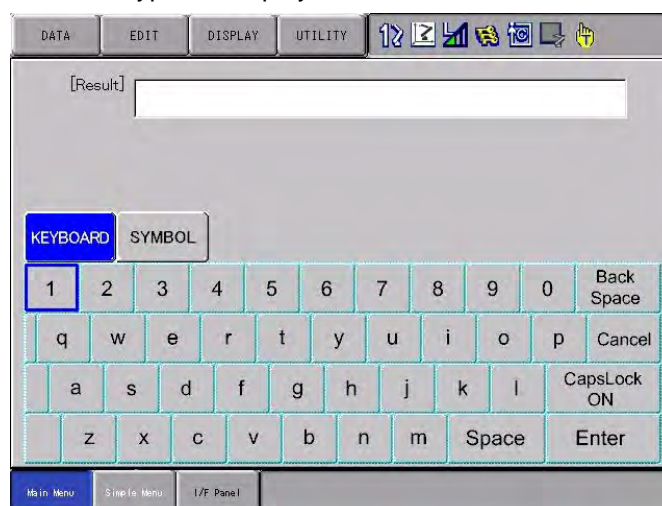 DATA EDIT DISPLAY UTILITY
[Result]
KEYBOARD SYMBOL
1 2 3 4 5 6 7 8 9 0 Back Space
q w e r t y u i o p Cancel
a s d f g h j k l CapsLock ON
z x c v b n m Space Enter
Main Menu Simple Menu I/F Panel